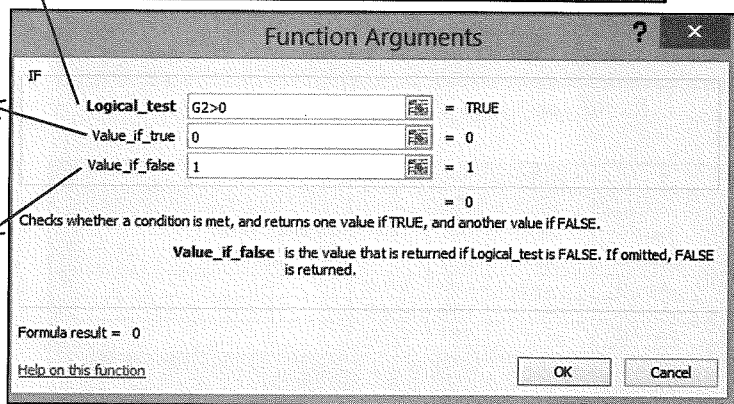 Function Arguments ? ×
IF
Logical_test G2>0 = TRUE
Value_if_true 0 = 0
Value_if_false 1 = 1
= 0
Checks whether a condition is met, and returns one value if TRUE, and another value if FALSE.
Value_if_false is the value that is returned if Logical_test is FALSE. If omitted, FALSE
is returned.
Formula result = 0
Help on this function OK Cancel